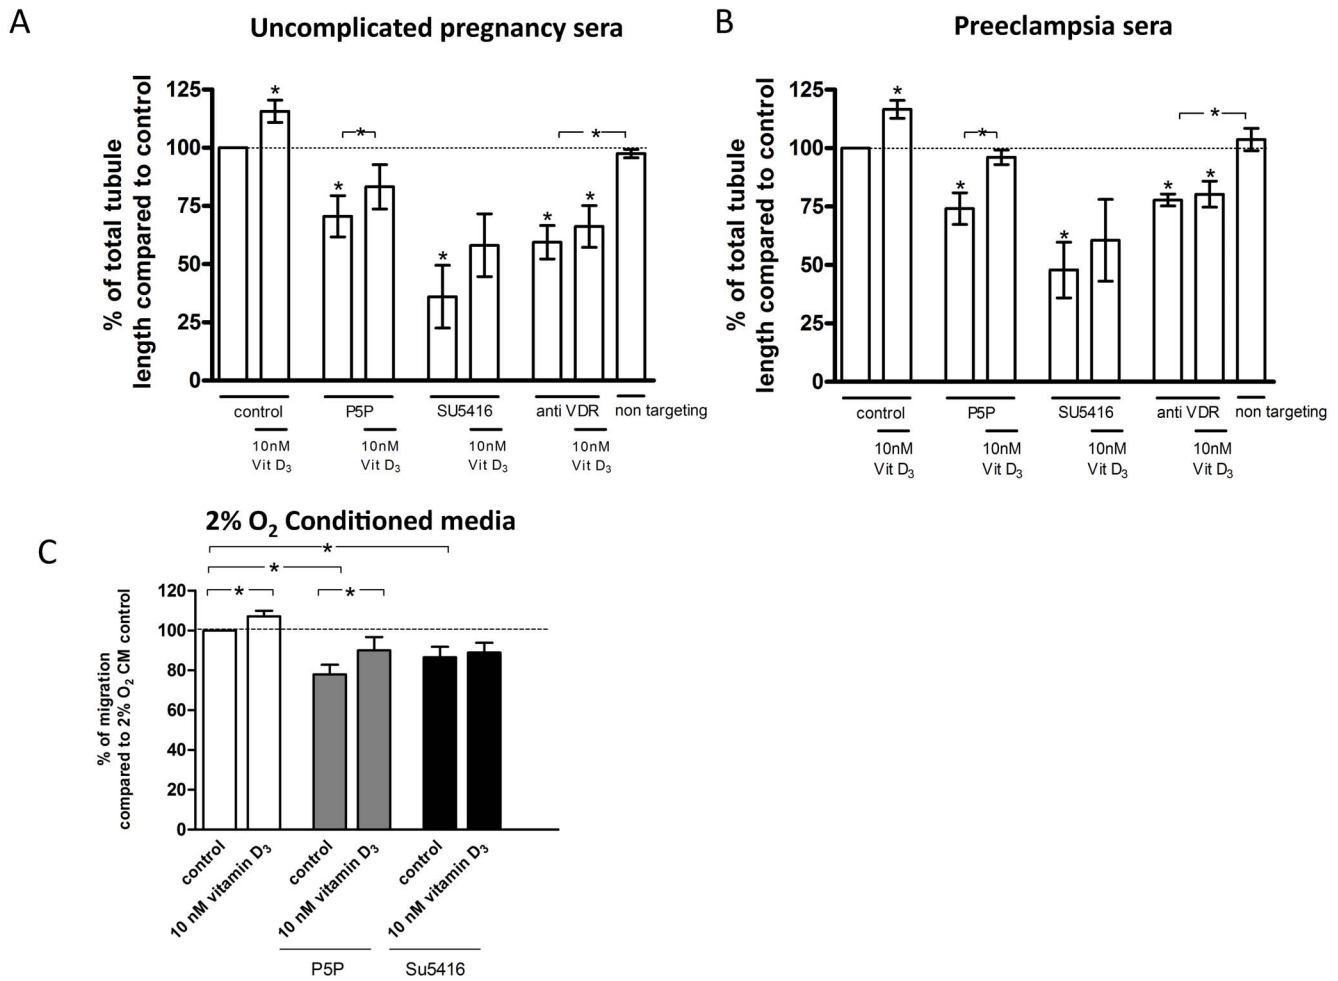 A
Uncomplicated pregnancy sera
% of total tubule
length compared to control
125
100
75
50
25
0
*
*
*
*
*
*
*
control
P5P
SU5416
anti VDR
non targeting
10nM
Vit D3
10nM
Vit D3
10nM
Vit D3
10nM
Vit D3
B
Preeclampsia sera
% of total tubule
length compared to control
125
100
75
50
25
0
*
*
*
*
*
*
*
control
P5P
SU5416
anti VDR
non targeting
10nM
Vit D3
10nM
Vit D3
10nM
Vit D3
10nM
Vit D3
C
2% O2 Conditioned media
% of migration
compared to 2% O2 CM control
120
100
80
60
40
20
0
*
*
*
*
control
10 nM vitamin D3
control
10 nM vitamin D3
control
10 nM vitamin D3
P5P
Su5416